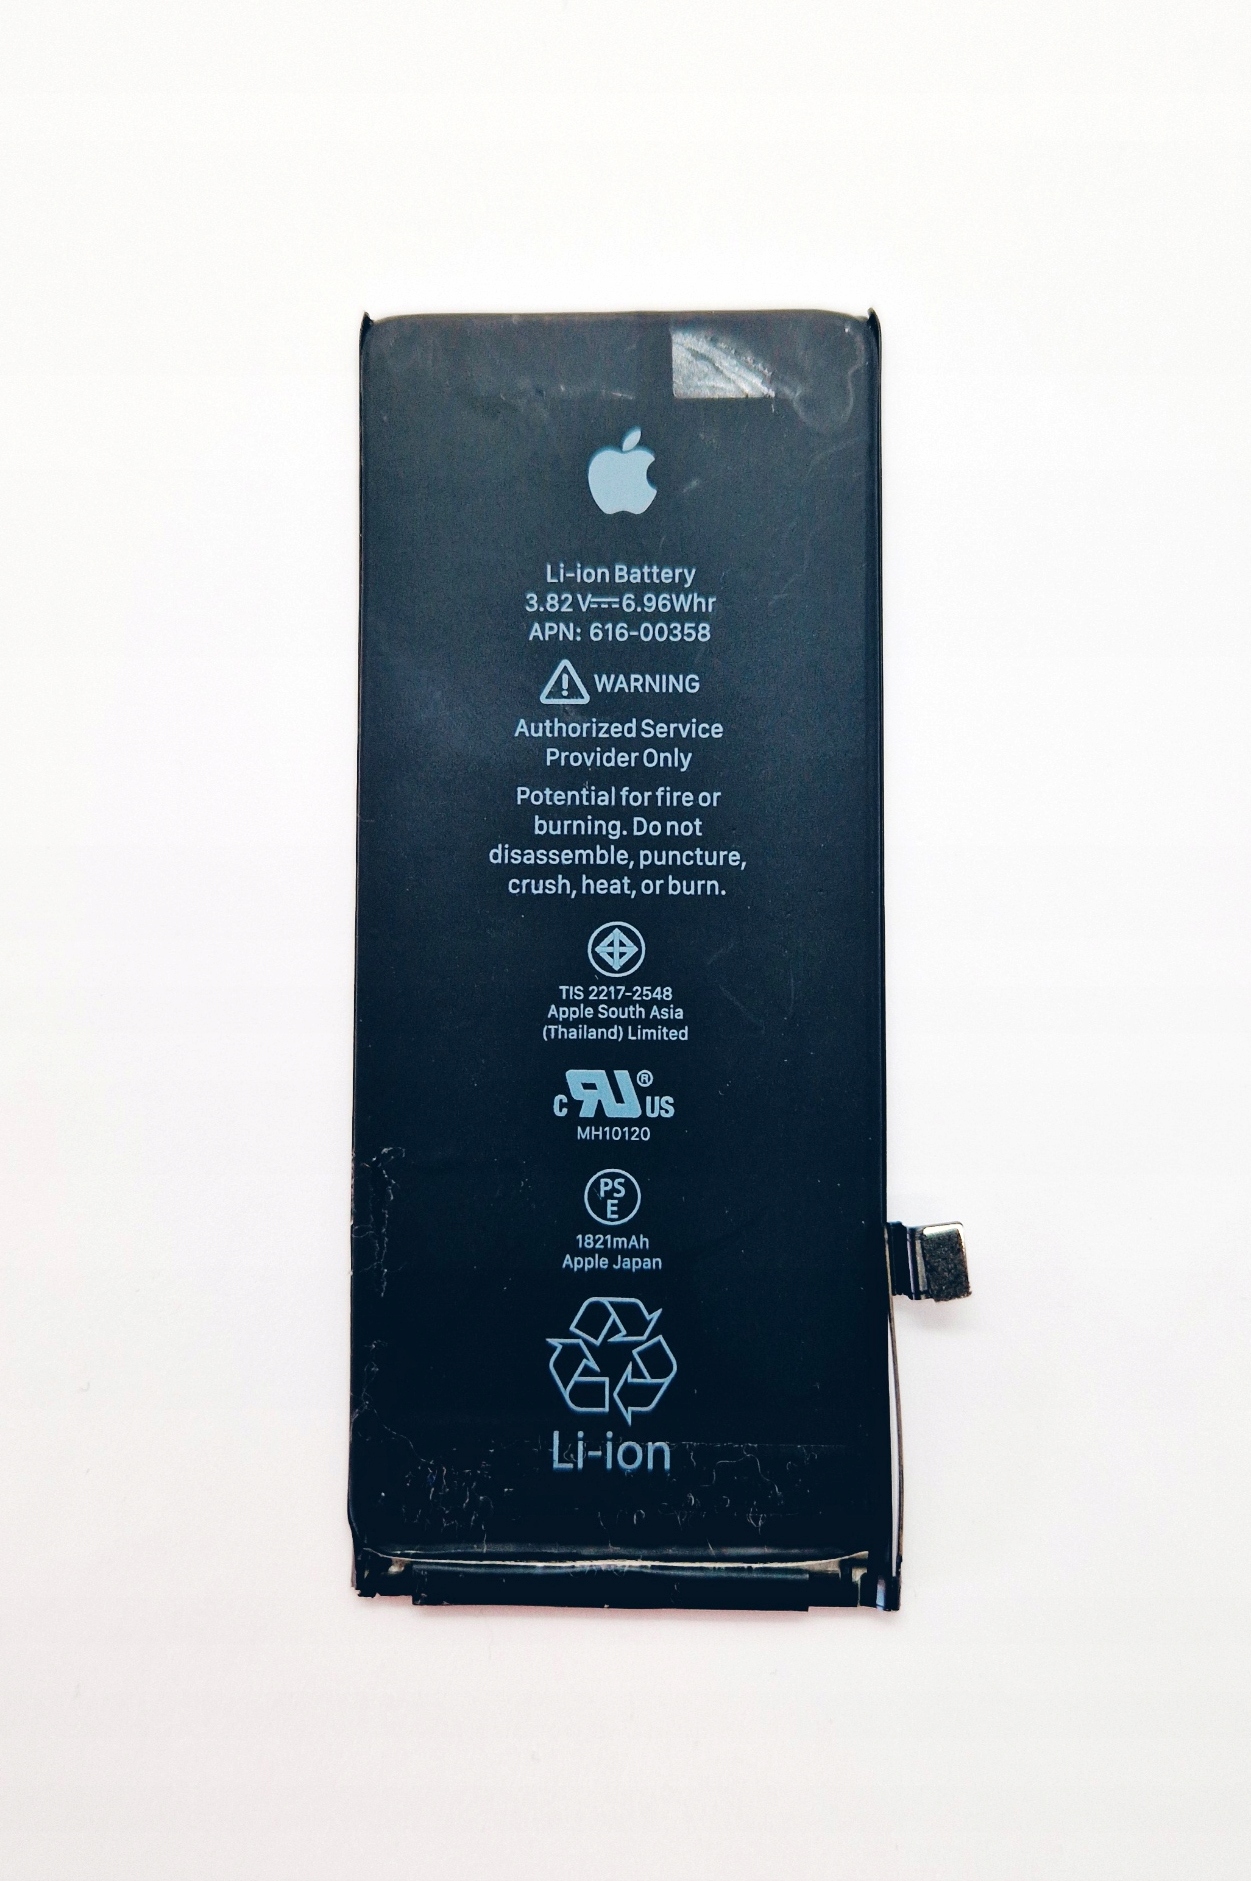 Li-ion Battery
3.82 V⎓6.96Whr
APN: 616-00358
WARNING
Authorized Service
Provider Only
Potential for fire or
burning. Do not
disassemble, puncture,
crush, heat, or burn.
TIS 2217-2548
Apple South Asia
(Thailand) Limited
c RU® US
MH10120
PS
E
1821mAh
Apple Japan
Li-ion